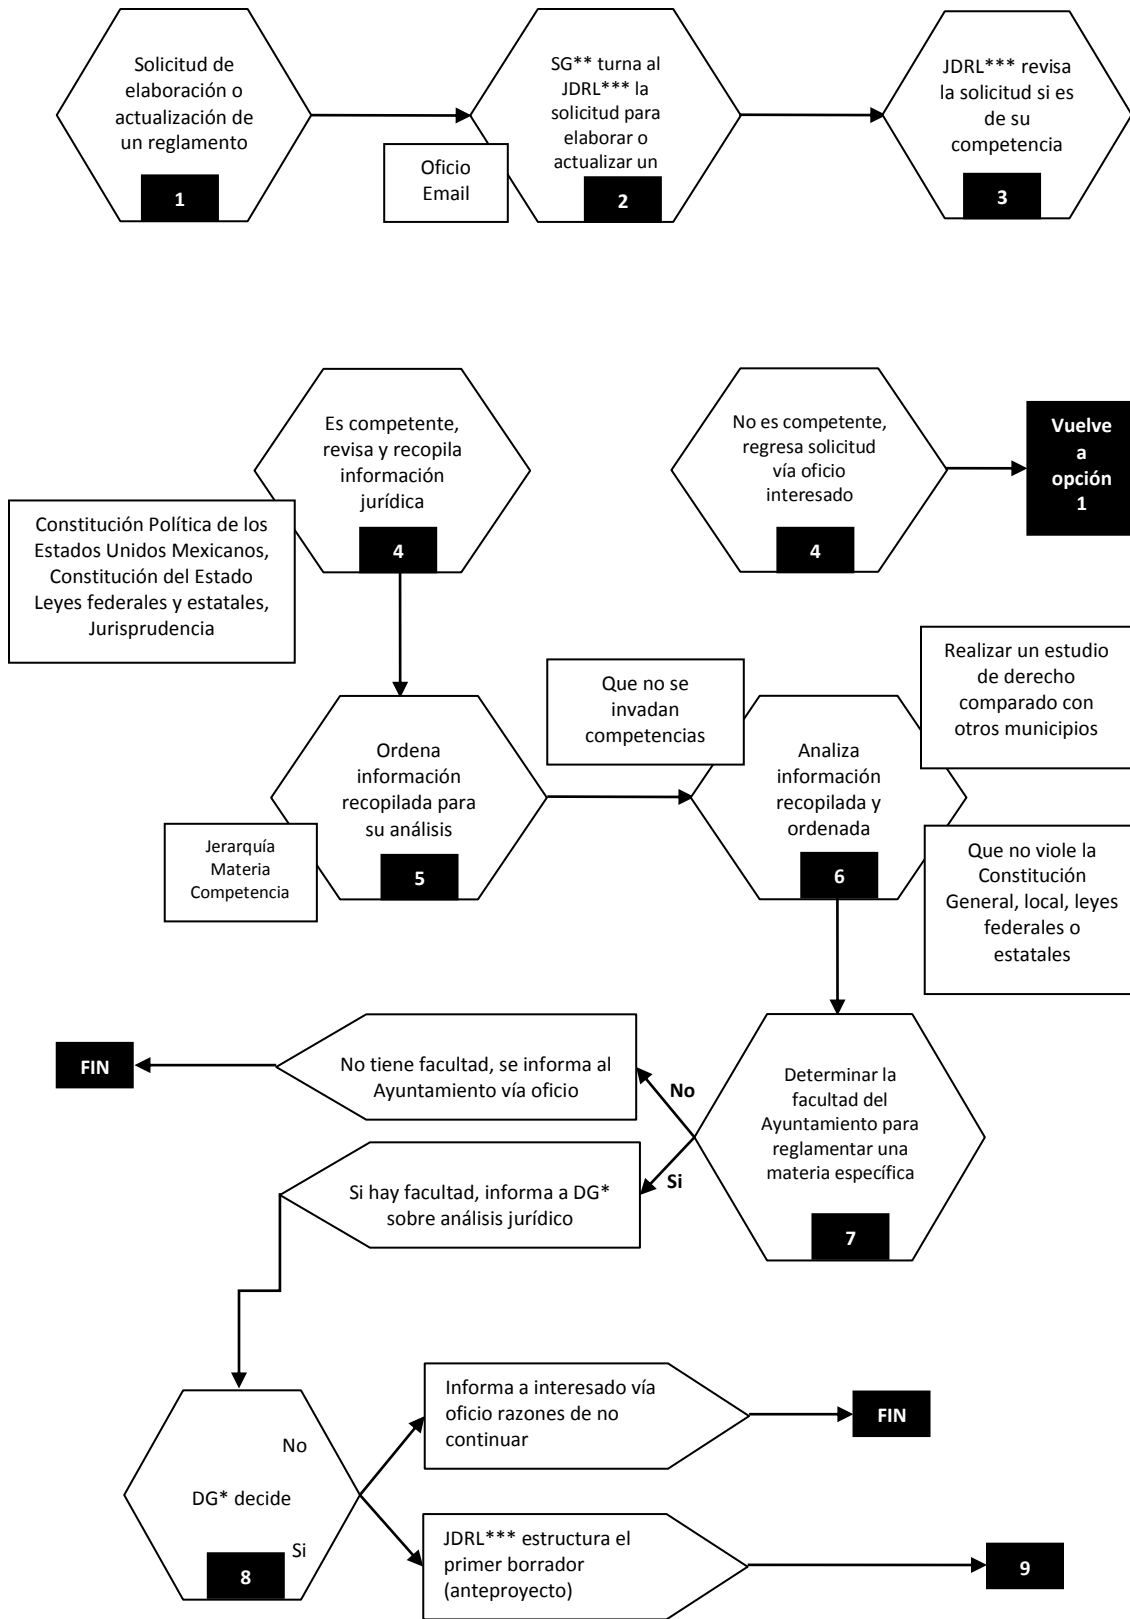 Solicitud de
elaboración o
actualización de
un reglamento
1
Oficio
Email
SG** turna al
JDRL*** la
solicitud para
elaborar o
actualizar un
2
JDRL*** revisa
la solicitud si es
de su
competencia
3
Es competente,
revisa y recopila
información
jurídica
4
Constitución Política de los
Estados Unidos Mexicanos,
Constitución del Estado
Leyes federales y estatales,
Jurisprudencia
No es competente,
regresa solicitud
vía oficio
interesado
4
Vuelve
a
opción
1
Ordena
información
recopilada para
su análisis
5
Jerarquía
Materia
Competencia
Que no se
invadan
competencias
Analiza
información
recopilada y
ordenada
6
Realizar un estudio
de derecho
comparado con
otros municipios
Que no viole la
Constitución
General, local, leyes
federales o
estatales
Determinar la
facultad del
Ayuntamiento para
reglamentar una
materia específica
7
No
No tiene facultad, se informa al
Ayuntamiento vía oficio
FIN
Si
Si hay facultad, informa a DG*
sobre análisis jurídico
No
DG* decide
Si
8
Informa a interesado vía
oficio razones de no
continuar
FIN
JDRL*** estructura el
primer borrador
(anteproyecto)
9